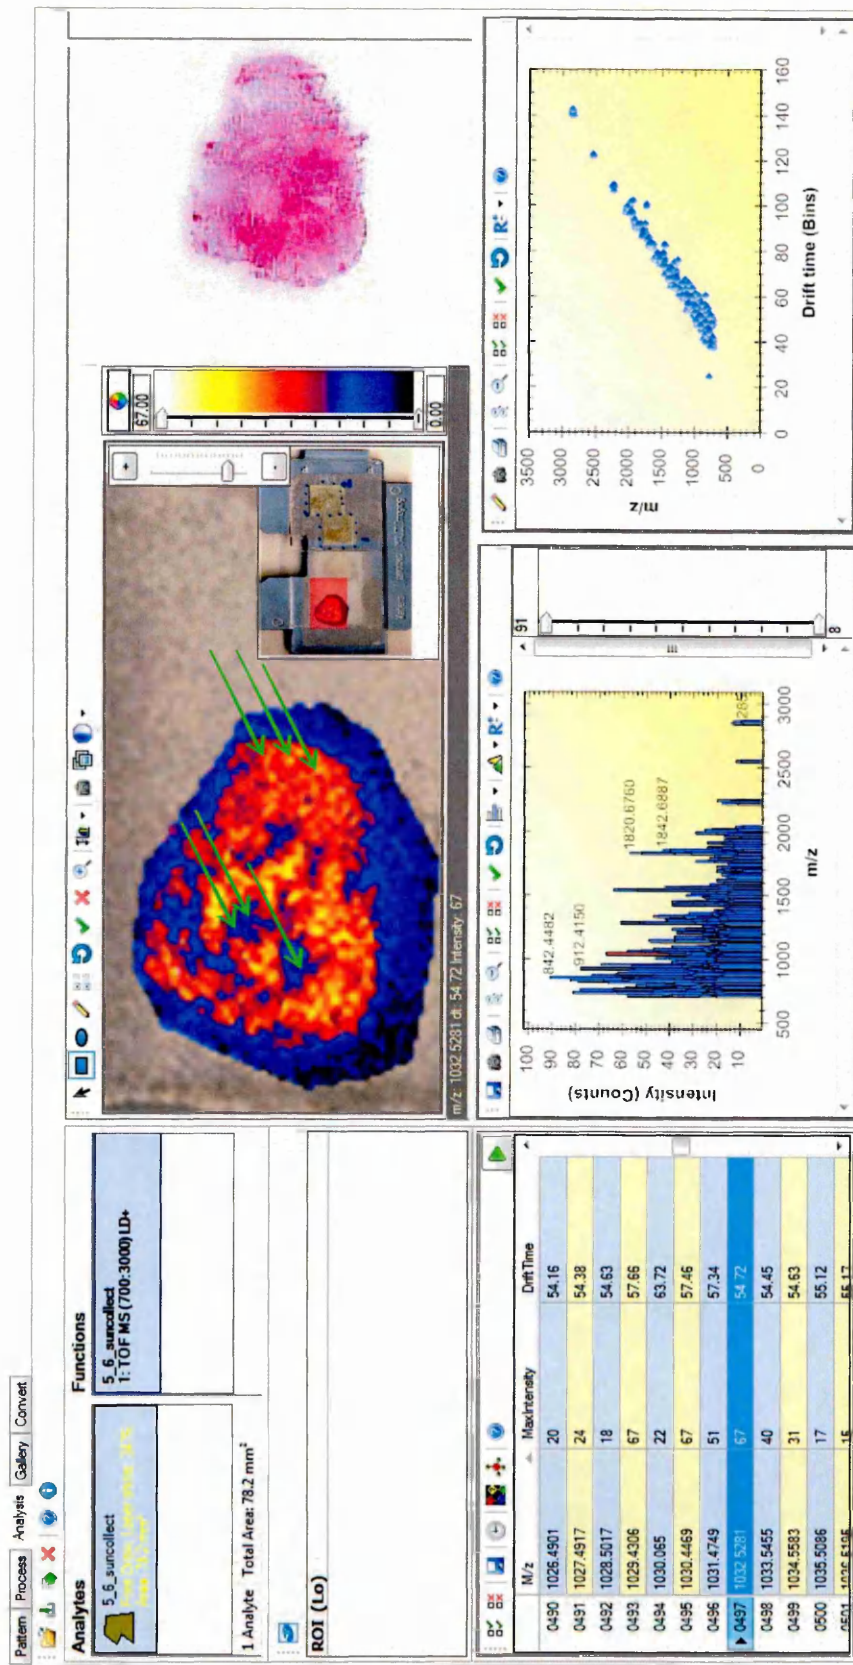 Pattern Process Analysis Gallery Convert
Analytes
5_6_suncollect
1 Analyte Total Area: 78.2 mm²
Functions
5_6_suncollect
1: TOF MS (700:3000) LD+
ROI (Lo)
m/z: 1032.5281 dt: 54.72 Intensity: 67
67.00
0.00
M/z MaxIntensity Drift Time
0490 1026.4901 20 54.16
0491 1027.4917 24 54.38
0492 1028.5017 18 54.63
0493 1029.4306 67 57.66
0494 1030.065 22 63.72
0495 1030.4469 67 57.46
0496 1031.4749 51 57.34
0497 1032.5281 67 54.72
0498 1033.5455 40 54.45
0499 1034.5583 31 54.63
0500 1035.5086 17 55.12
0501 1036.5196 15 55.17
Intensity (Counts)
100
90
80
70
60
50
40
30
20
10
842.4482
912.4150
1820.6760
1842.6887
285
500 1000 1500 2000 2500 3000
m/z
91
8
m/z
3500
3000
2500
2000
1500
1000
500
0
0 20 40 60 80 100 120 140 160
Drift time (Bins)